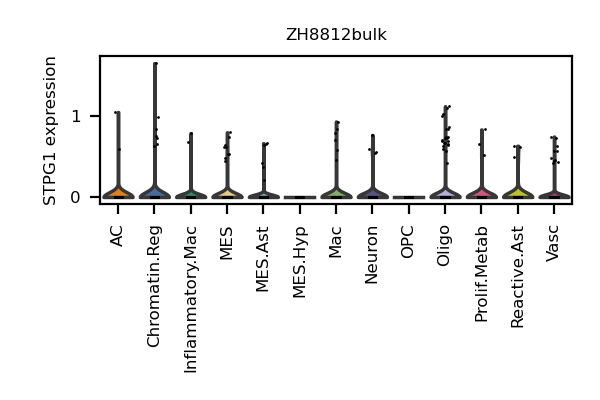 ZH8812bulk
STPG1 expression
1
0
AC
Chromatin.Reg
Inflammatory.Mac
MES
MES.Ast
MES.Hyp
Mac
Neuron
OPC
Oligo
Prolif.Metab
Reactive.Ast
Vasc